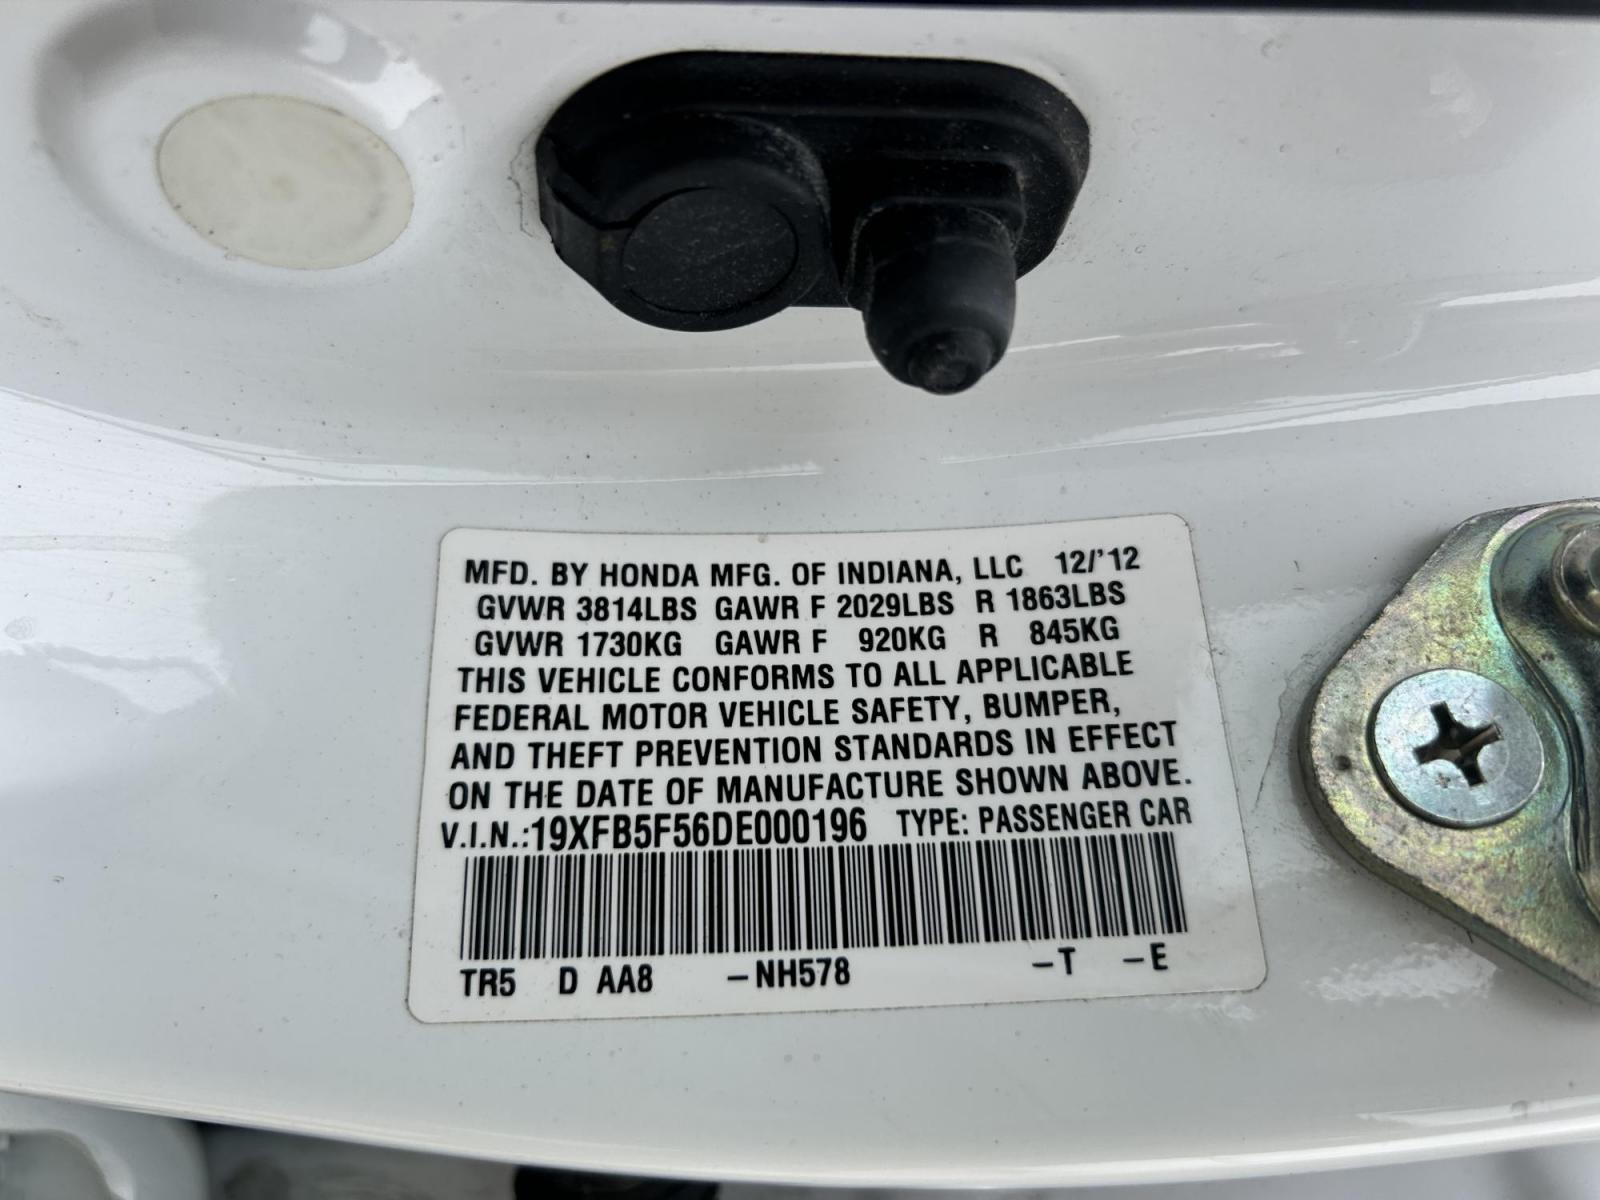 MFD. BY HONDA MFG. OF INDIANA, LLC 12/'12
GVWR 3814LBS GAWR F 2029LBS R 1863LBS
GVWR 1730KG GAWR F 920KG R 845KG
THIS VEHICLE CONFORMS TO ALL APPLICABLE
FEDERAL MOTOR VEHICLE SAFETY, BUMPER,
AND THEFT PREVENTION STANDARDS IN EFFECT
ON THE DATE OF MANUFACTURE SHOWN ABOVE.
V.I.N.:19XFB5F56DE000196 TYPE: PASSENGER CAR
TR5 D AA8 –NH578 –T –E